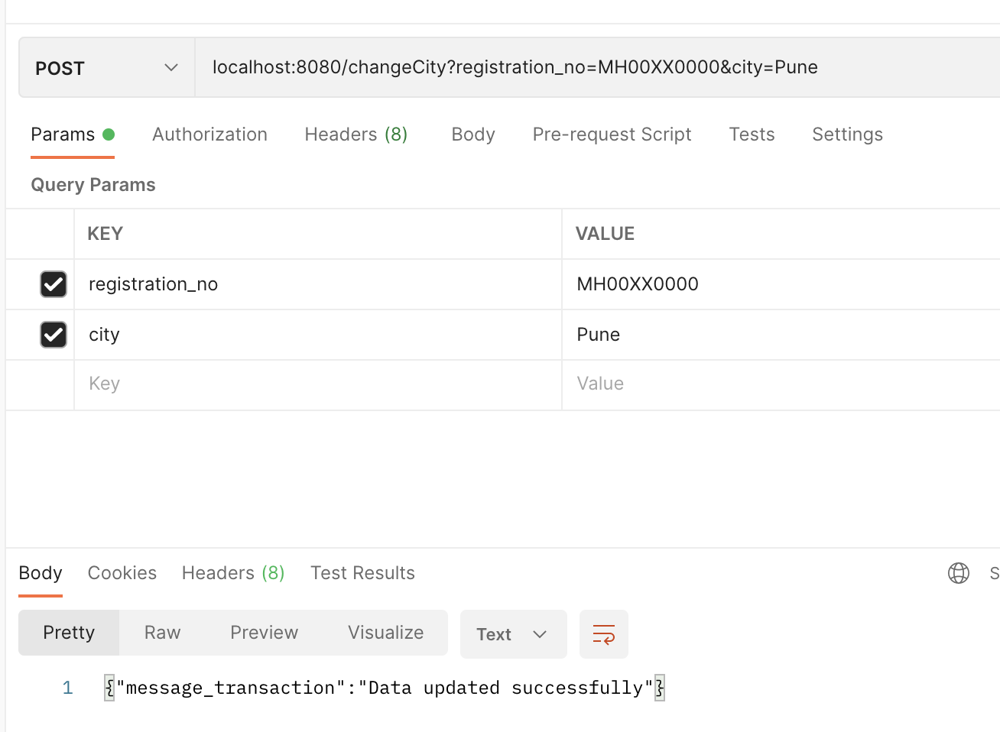 POST localhost:8080/changeCity?registration_no=MH00XX0000&city=Pune
Params Authorization Headers (8) Body Pre-request Script Tests Settings
Query Params
KEY VALUE
registration_no MH00XX0000
city Pune
Key Value
Body Cookies Headers (8) Test Results S
Pretty Raw Preview Visualize Text
1 {"message_transaction":"Data updated successfully"}